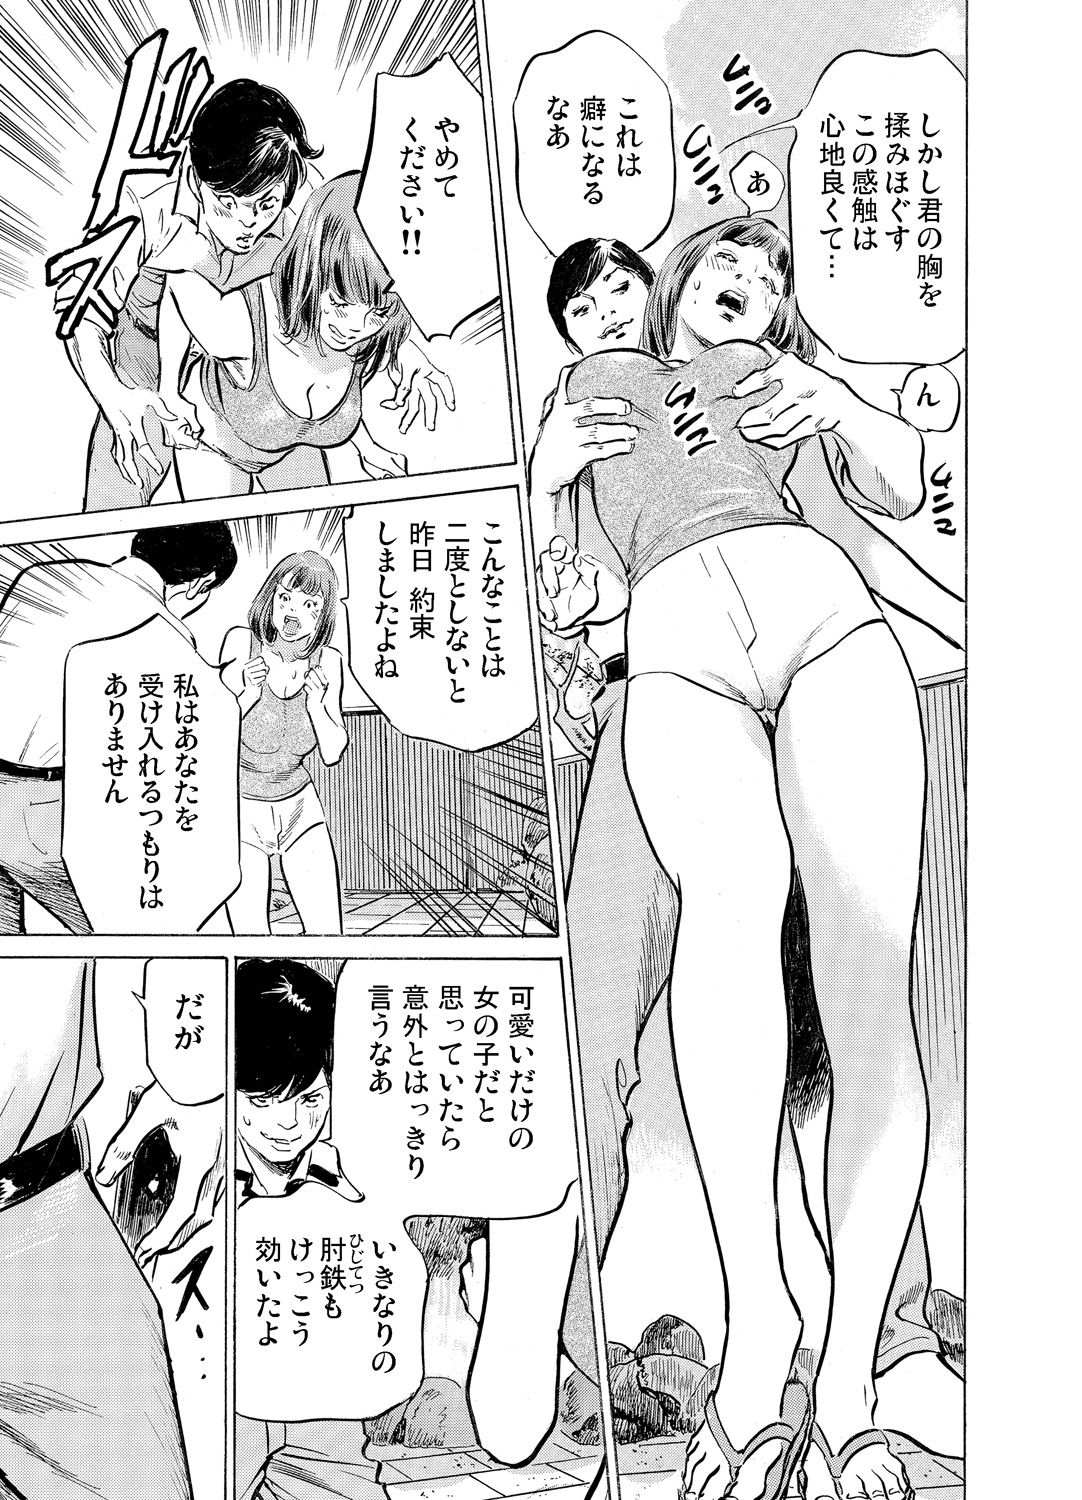 しかし君の胸を
揉みほぐす
この感触は
心地良くて…
あ
これは
癖になる
なあ
ん
やめて
ください!!
ドドッ
こんなことは
二度としないと
昨日 約束
しましたよね
私はあなたを
受け入れるつもりは
ありません
可愛いだけの
女の子だと
思っていたら
意外とはっきり
言うなあ
いきなりの
肘鉄も
ひじてつ
けっこう
効いたよ
だが
ス…